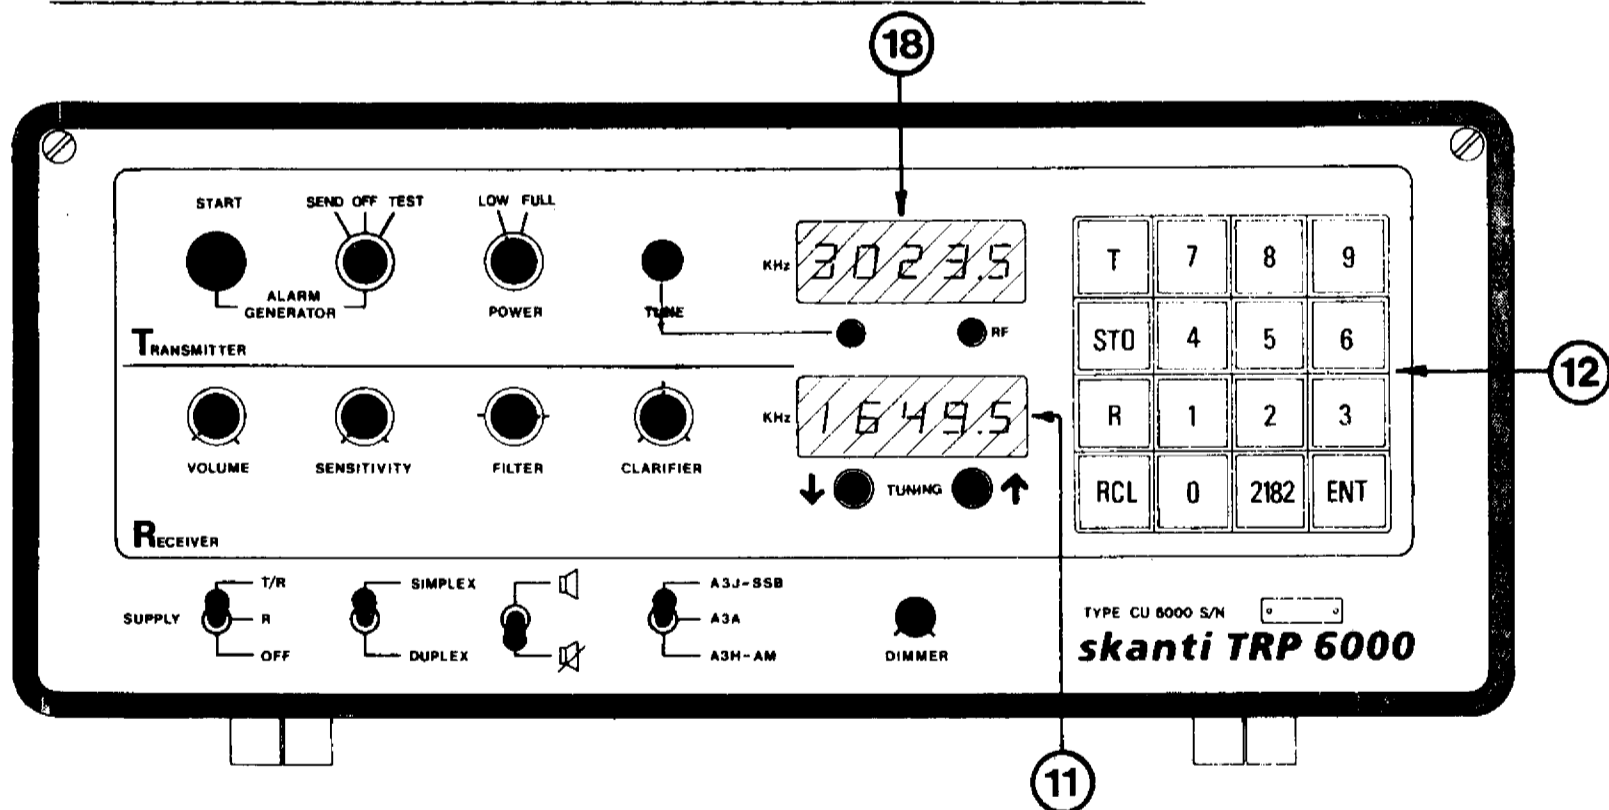 18
START
SEND OFF TEST
LOW FULL
KHz
3023.5
ALARM
GENERATOR
POWER
TUNE
RF
TRANSMITTER
KHz
1649.5
VOLUME
SENSITIVITY
FILTER
CLARIFIER
TUNING
RECEIVER
T 7 8 9
STO 4 5 6
R 1 2 3
RCL 0 2182 ENT
12
SUPPLY
T/R
R
OFF
SIMPLEX
DUPLEX
A3J-SSB
A3A
A3H-AM
DIMMER
TYPE CU 6000 S/N
skanti TRP 6000
11